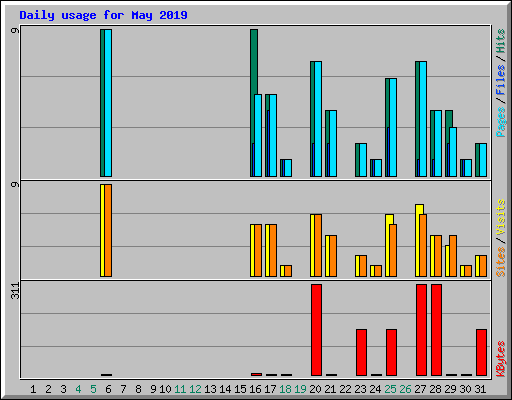 Daily usage for May 2019
9
Pages / Files / Hits
9
Sites / Visits
311
KBytes
1 2 3 4 5 6 7 8 9 10 11 12 13 14 15 16 17 18 19 20 21 22 23 24 25 26 27 28 29 30 31